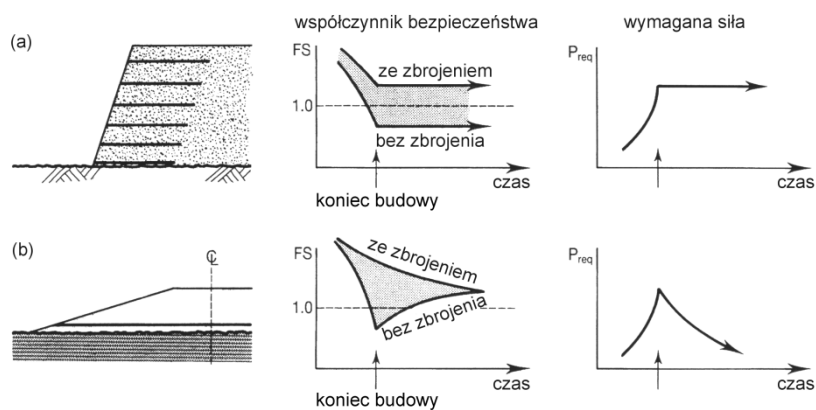 współczynnik bezpieczeństwa
wymagana siła
(a)
FS
ze zbrojeniem
1.0
bez zbrojenia
czas
koniec budowy
Preq
czas
(b)
℄
FS
ze zbrojeniem
1.0
bez zbrojenia
czas
koniec budowy
Preq
czas